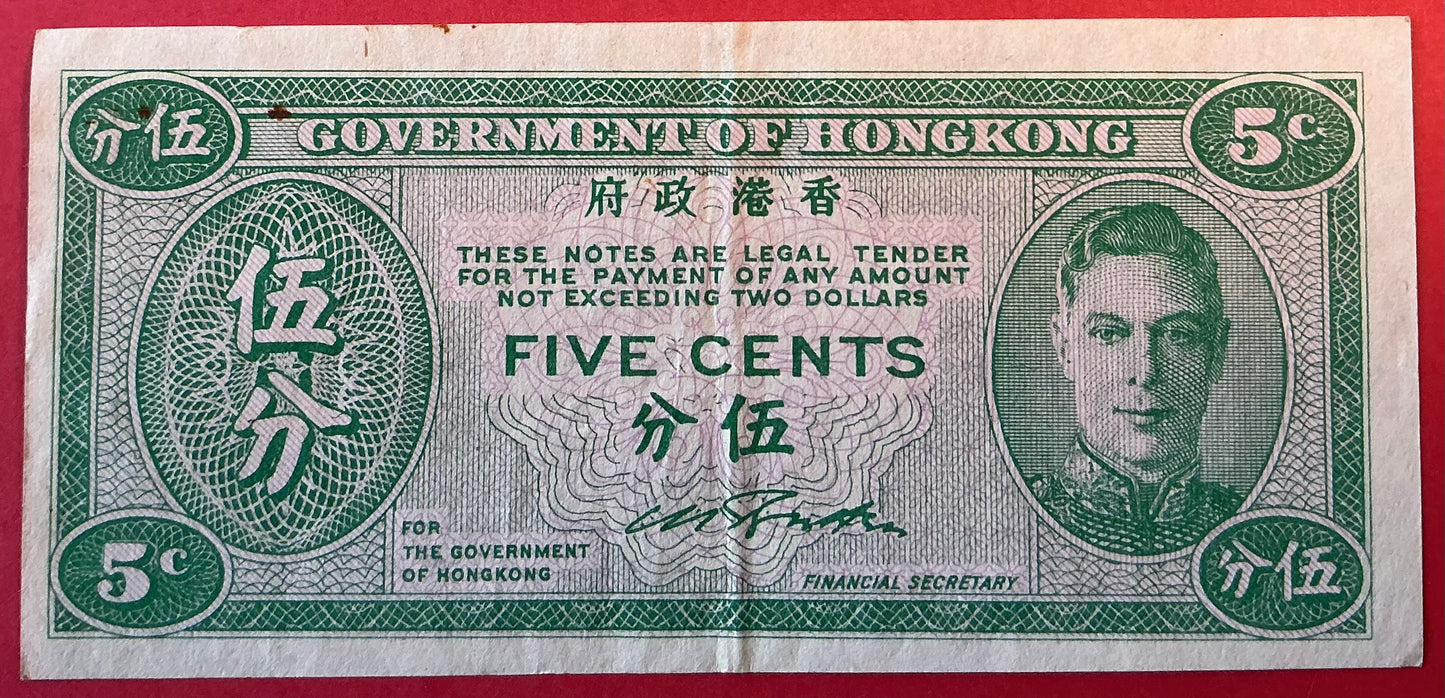 分伍
GOVERNMENT OF HONGKONG
5c.
府政港香
THESE NOTES ARE LEGAL TENDER
FOR THE PAYMENT OF ANY AMOUNT
NOT EXCEEDING TWO DOLLARS
伍分
FIVE CENTS
分伍
FOR
THE GOVERNMENT
OF HONGKONG
FINANCIAL SECRETARY
5c
分伍